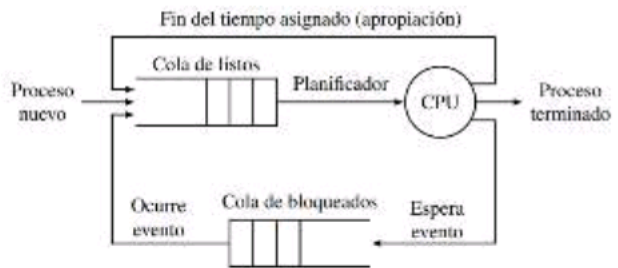 Fin del tiempo asignado (apropiación)
Cola de listos
Planificador
CPU
Proceso
nuevo
Proceso
terminado
Cola de bloqueados
Ocurre
evento
Espera
evento